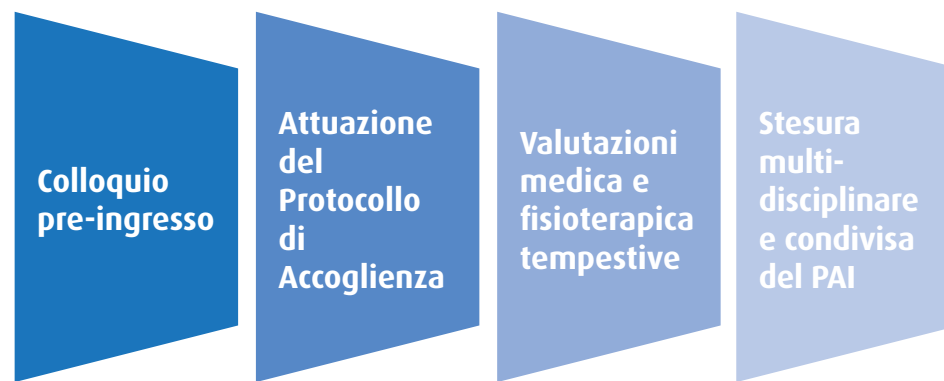 Colloquio
pre-ingresso
Attuazione
del
Protocollo
di
Accoglienza
Valutazioni
medica e
fisioterapica
tempestive
Stesura
multi-
disciplinare
e condivisa
del PAI